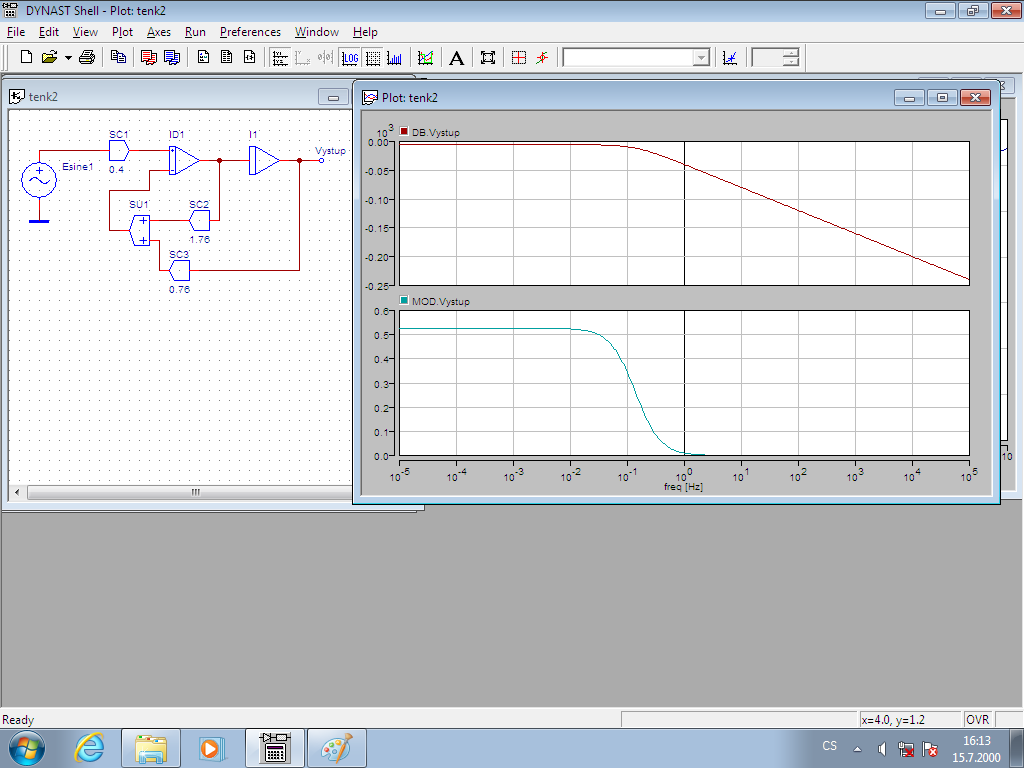 DYNAST Shell - Plot: tenk2
File Edit View Plot Axes Run Preferences Window Help
LOG A
tenk2
SC1 ID1 I1
Vystup
Esine1
0.4
SU1 SC2
1.76
SC3
0.76
Plot: tenk2
10^3 DB.Vystup
0.00
-0.05
-0.10
-0.15
-0.20
-0.25
MOD.Vystup
0.6
0.5
0.4
0.3
0.2
0.1
0.0
10^-5 10^-4 10^-3 10^-2 10^-1 10^0 10^1 10^2 10^3 10^4 10^5
freq [Hz]
10
Ready x=4.0, y=1.2 OVR
CS 16:13
15.7.2000